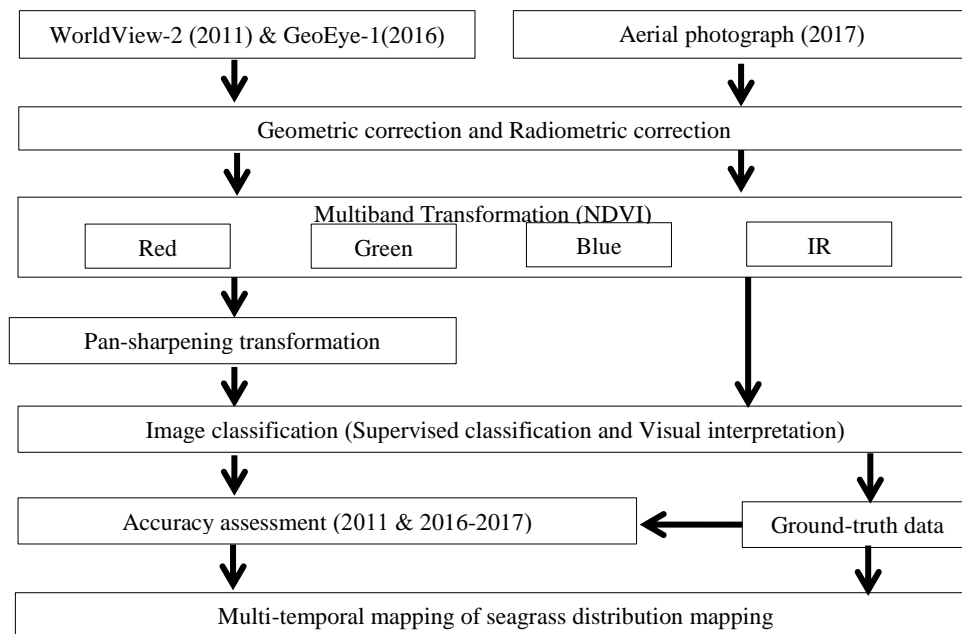 WorldView-2 (2011) & GeoEye-1(2016)
Aerial photograph (2017)
Geometric correction and Radiometric correction
Multiband Transformation (NDVI)
Red
Green
Blue
IR
Pan-sharpening transformation
Image classification (Supervised classification and Visual interpretation)
Accuracy assessment (2011 & 2016-2017)
Ground-truth data
Multi-temporal mapping of seagrass distribution mapping